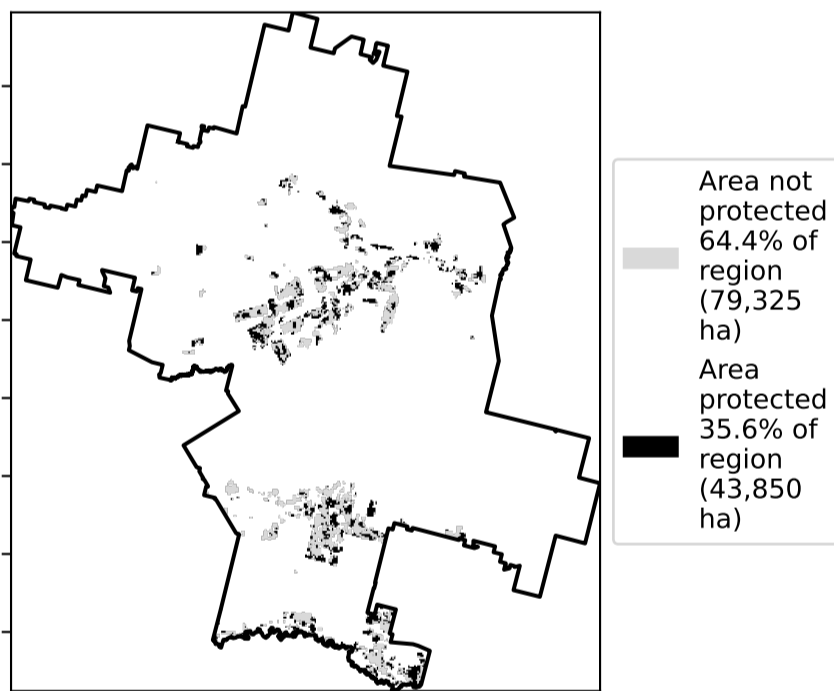 Area not
protected
64.4% of
region
(79,325
ha)
Area
protected
35.6% of
region
(43,850
ha)